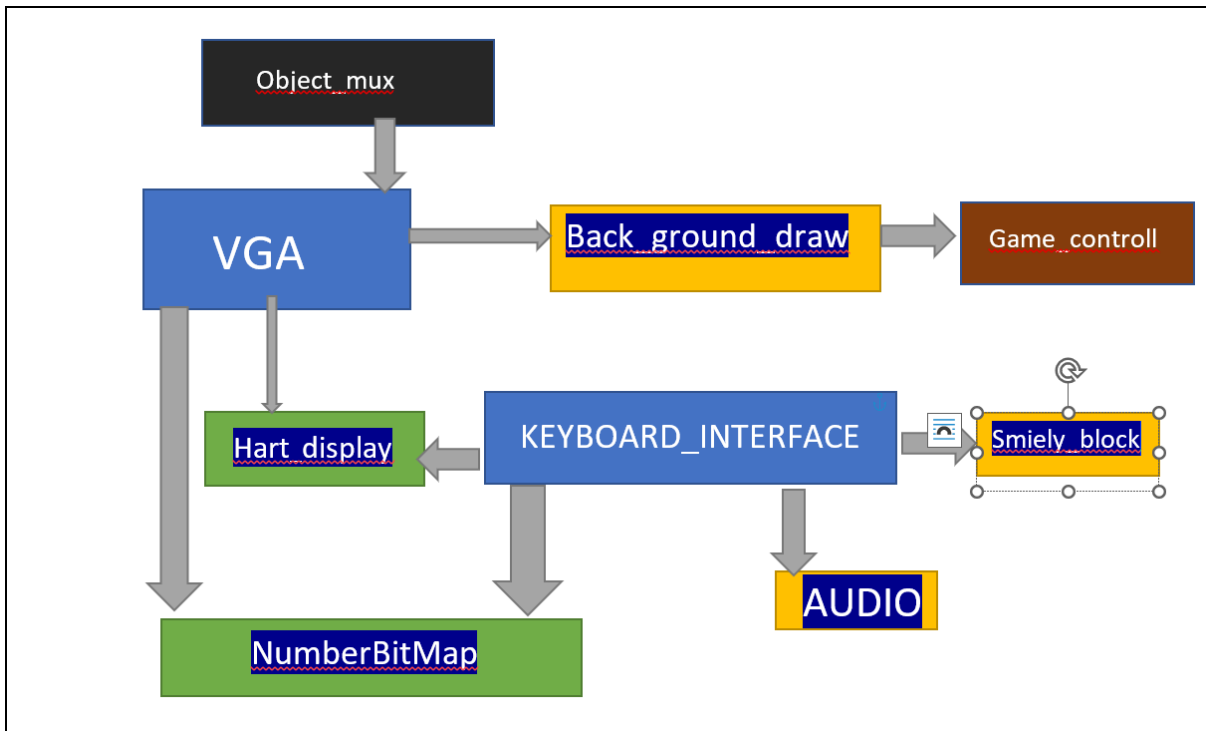 Object_mux
VGA
Back_ground_draw
Game_controll
Hart_display
KEYBOARD_INTERFACE
Smiely_block
AUDIO
NumberBitMap